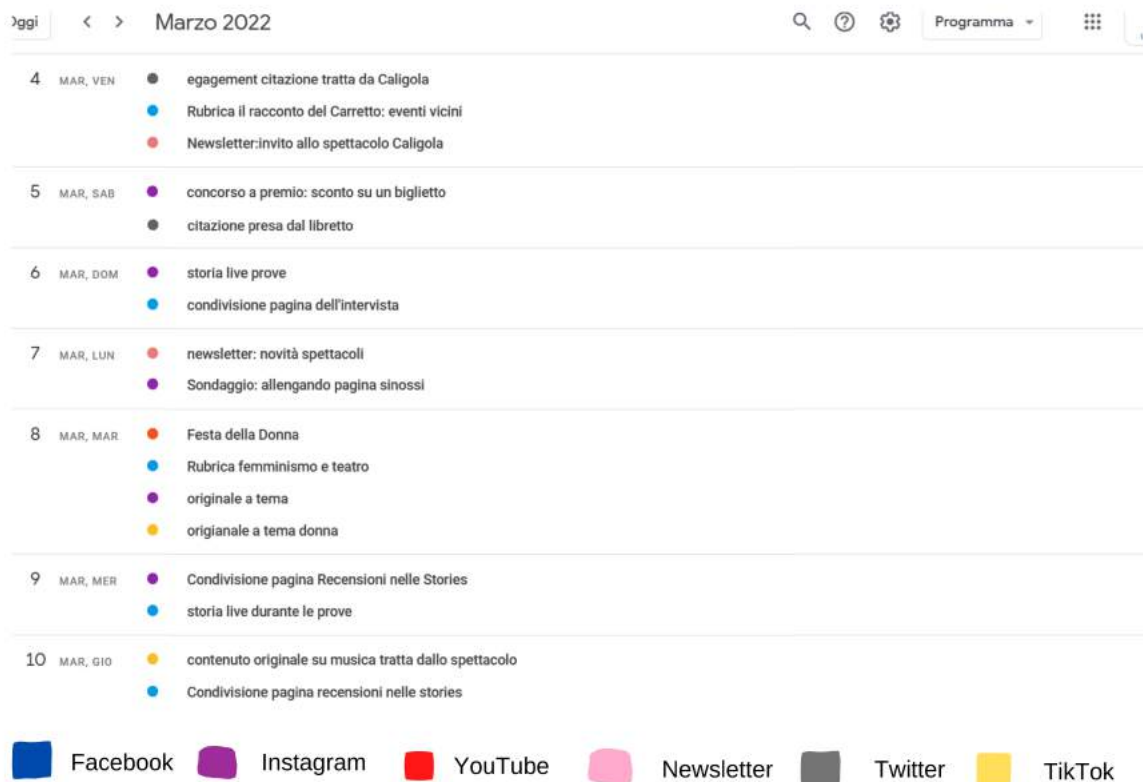 Oggi < > Marzo 2022 Programma
4 MAR, VEN egagement citazione tratta da Caligola
Rubrica il racconto del Carretto: eventi vicini
Newsletter:invito allo spettacolo Caligola
5 MAR, SAB concorso a premio: sconto su un biglietto
citazione presa dal libretto
6 MAR, DOM storia live prove
condivisione pagina dell'intervista
7 MAR, LUN newsletter: novità spettacoli
Sondaggio: allengando pagina sinossi
8 MAR, MAR Festa della Donna
Rubrica femminismo e teatro
originale a tema
origianale a tema donna
9 MAR, MER Condivisione pagina Recensioni nelle Stories
storia live durante le prove
10 MAR, GIO contenuto originale su musica tratta dallo spettacolo
Condivisione pagina recensioni nelle stories
Facebook Instagram YouTube Newsletter Twitter TikTok